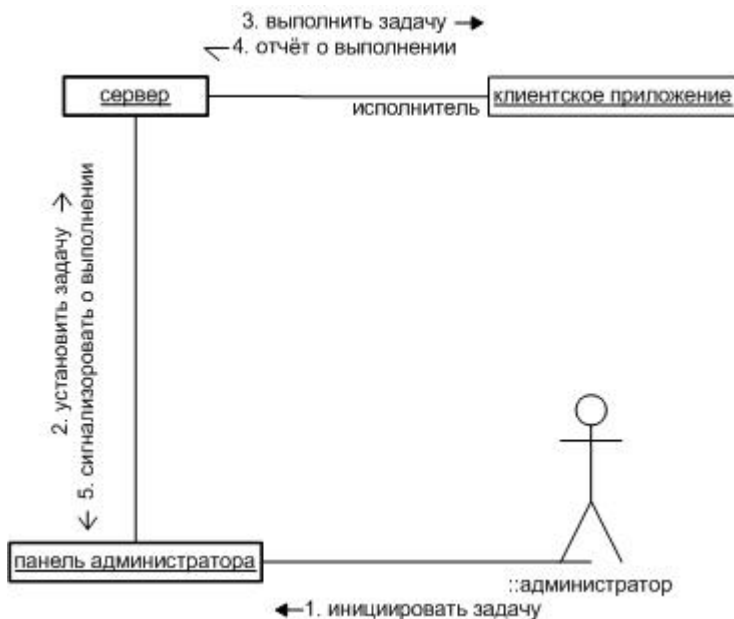 3. выполнить задачу
4. отчёт о выполнении
сервер
клиентское приложение
исполнитель
2. установить задачу
5. сигнализоровать о выполнении
панель администратора
::администратор
1. инициировать задачу